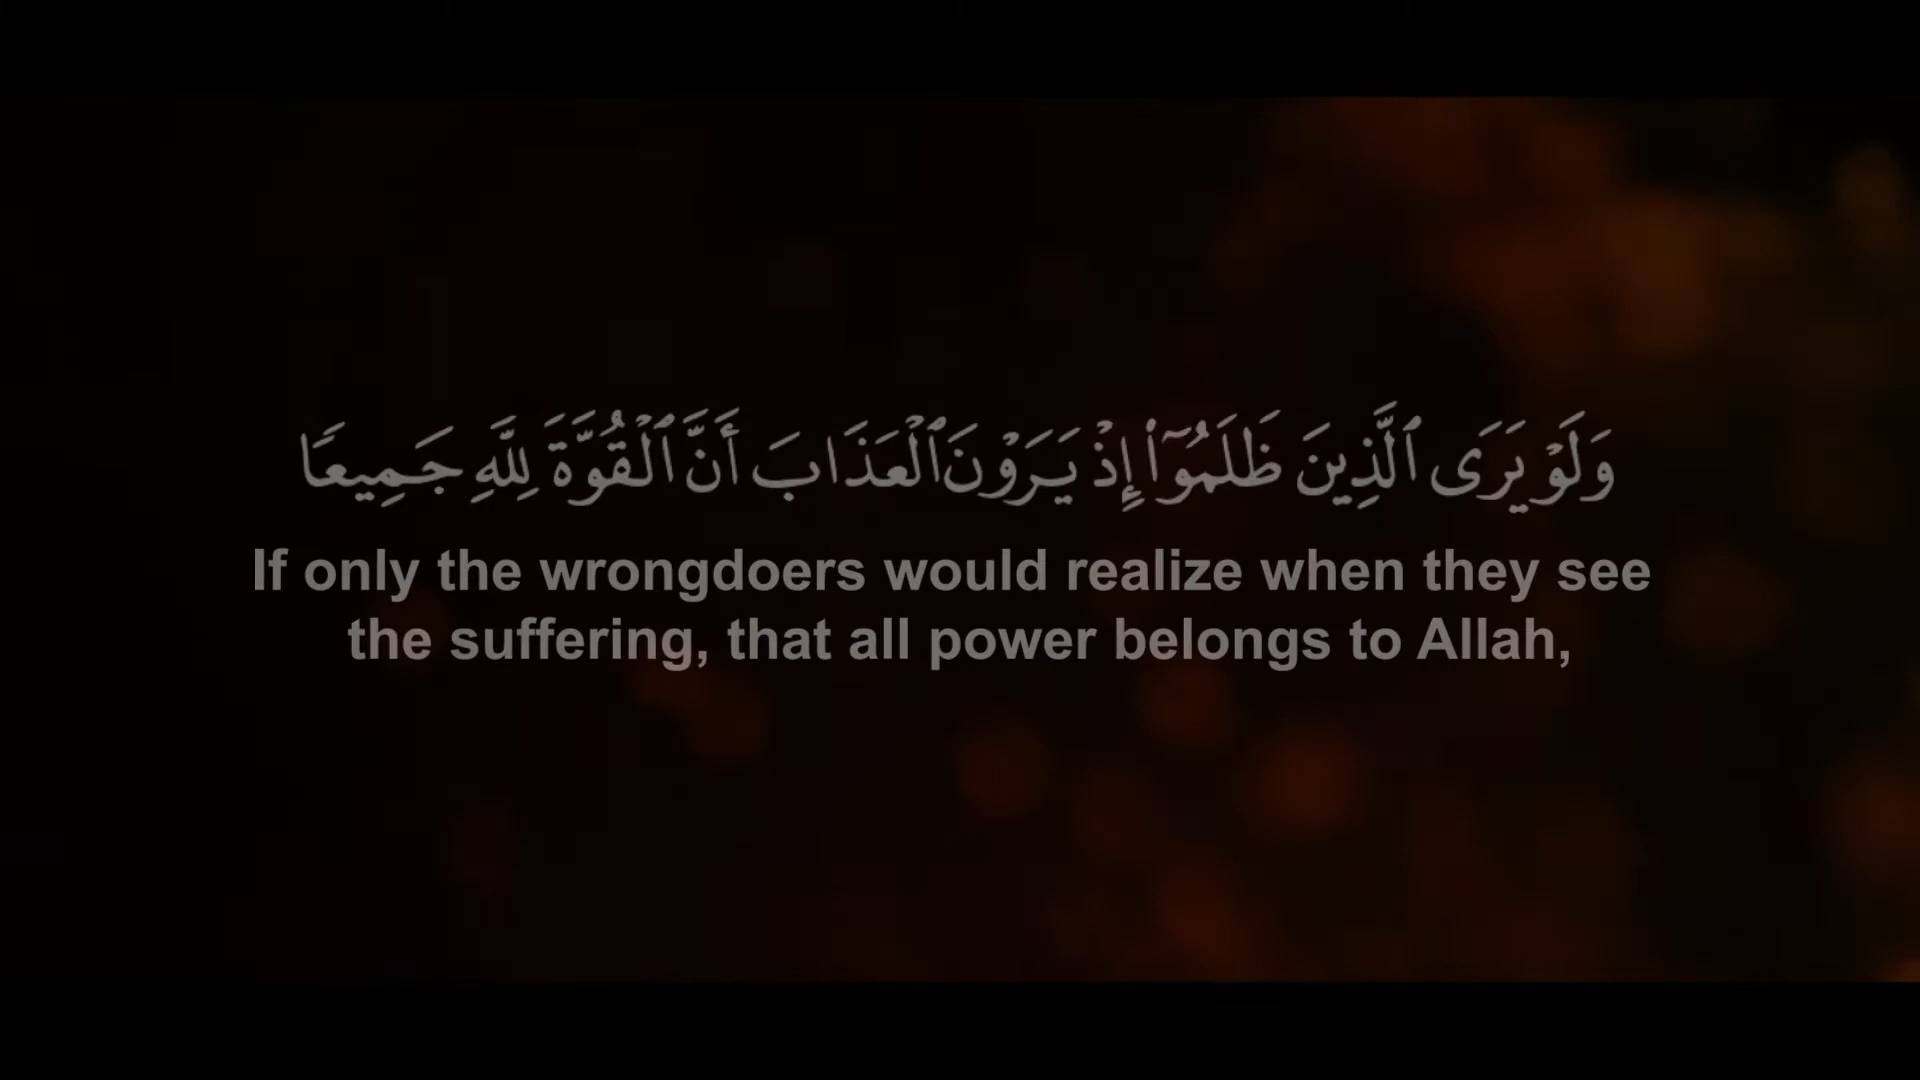 وَلَوْ يَرَى ٱلَّذِينَ ظَلَمُوٓا۟ إِذْ يَرَوْنَ ٱلْعَذَابَ أَنَّ ٱلْقُوَّةَ لِلَّهِ جَمِيعًا
If only the wrongdoers would realize when they see
the suffering, that all power belongs to Allah,